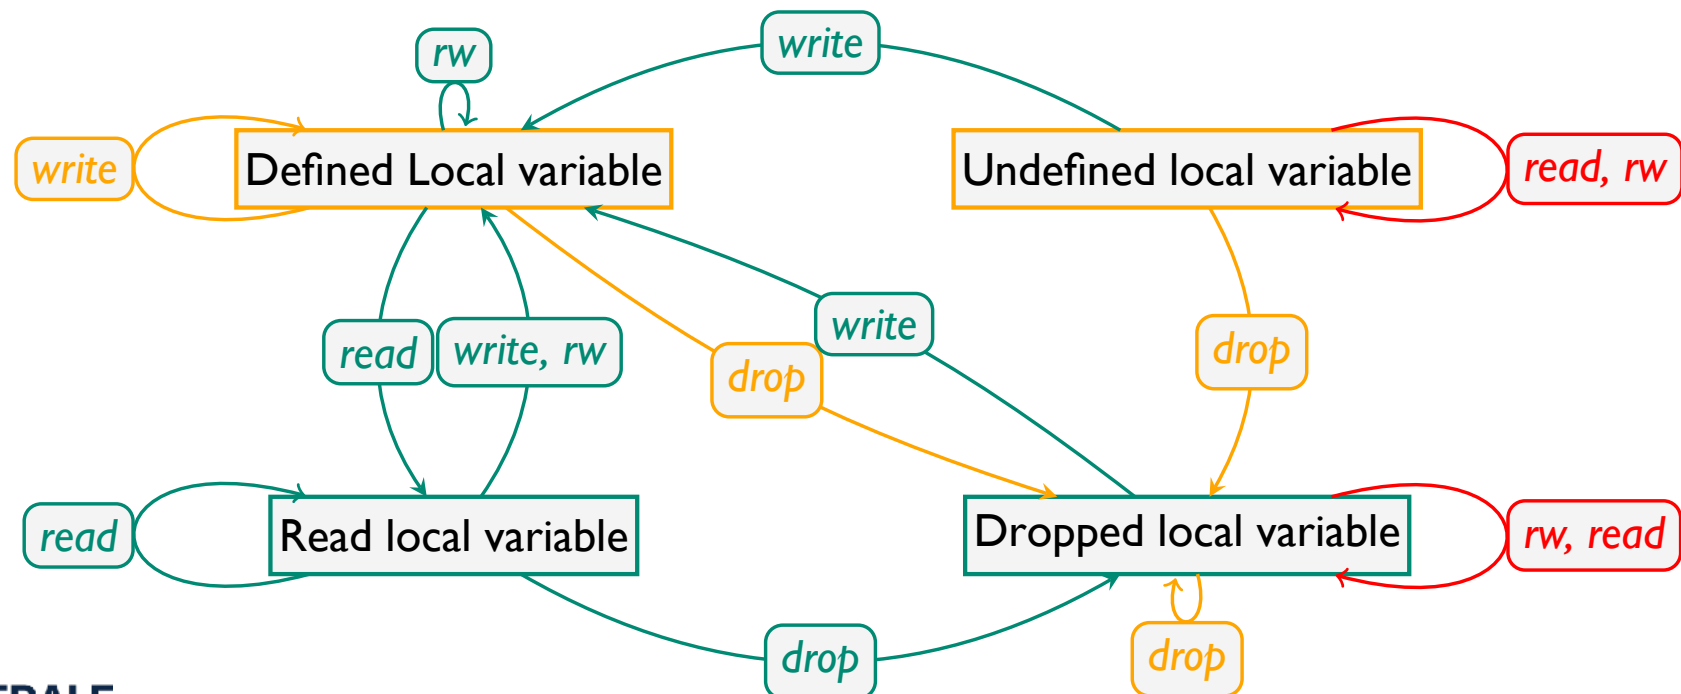 rw
write
write
Defined Local variable
Undefined local variable
read, rw
read
write, rw
drop
write
drop
read
Read local variable
Dropped local variable
rw, read
drop
drop